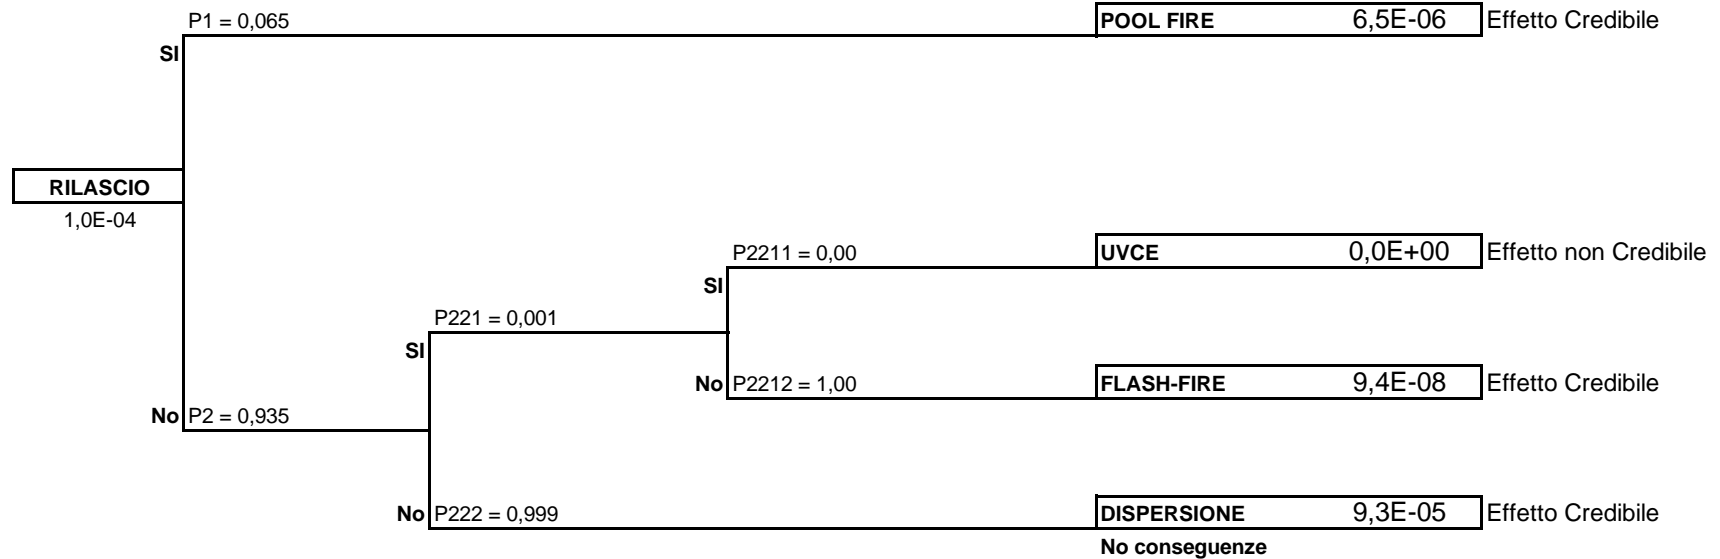 P1 = 0,065
POOL FIRE 6,5E-06 Effetto Credibile
SI
RILASCIO
1,0E-04
P2211 = 0,00
UVCE 0,0E+00 Effetto non Credibile
SI
P221 = 0,001
SI
No P2212 = 1,00
FLASH-FIRE 9,4E-08 Effetto Credibile
No P2 = 0,935
No P222 = 0,999
DISPERSIONE 9,3E-05 Effetto Credibile
No conseguenze